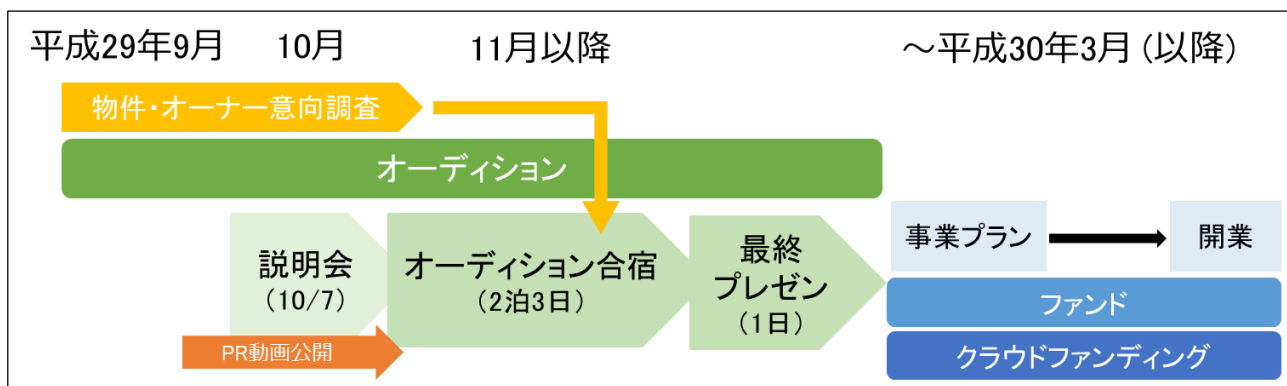 平成29年9月 10月 11月以降 ～平成30年3月(以降)
物件・オーナー意向調査
オーディション
説明会
(10/7)
オーディション合宿
(2泊3日)
最終
プレゼン
(1日)
事業プラン
開業
ファンド
PR動画公開
クラウドファンディング